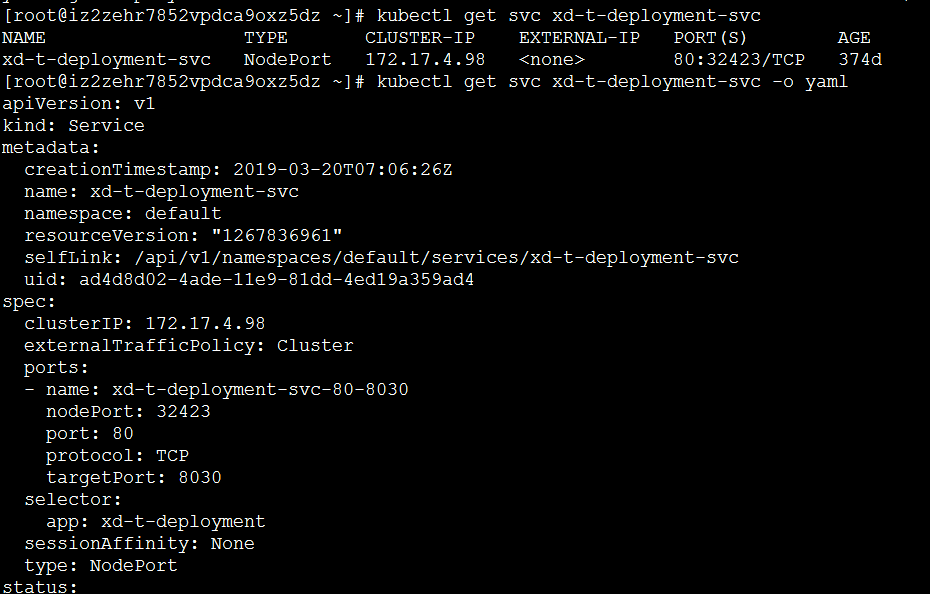 [root@iz2zehr7852vpdca9oxz5dz ~]# kubectl get svc xd-t-deployment-svc
NAME                  TYPE       CLUSTER-IP    EXTERNAL-IP   PORT(S)        AGE
xd-t-deployment-svc   NodePort   172.17.4.98   <none>        80:32423/TCP   374d
[root@iz2zehr7852vpdca9oxz5dz ~]# kubectl get svc xd-t-deployment-svc -o yaml
apiVersion: v1
kind: Service
metadata:
  creationTimestamp: 2019-03-20T07:06:26Z
  name: xd-t-deployment-svc
  namespace: default
  resourceVersion: "1267836961"
  selfLink: /api/v1/namespaces/default/services/xd-t-deployment-svc
  uid: ad4d8d02-4ade-11e9-81dd-4ed19a359ad4
spec:
  clusterIP: 172.17.4.98
  externalTrafficPolicy: Cluster
  ports:
  - name: xd-t-deployment-svc-80-8030
    nodePort: 32423
    port: 80
    protocol: TCP
    targetPort: 8030
  selector:
    app: xd-t-deployment
  sessionAffinity: None
  type: NodePort
status: